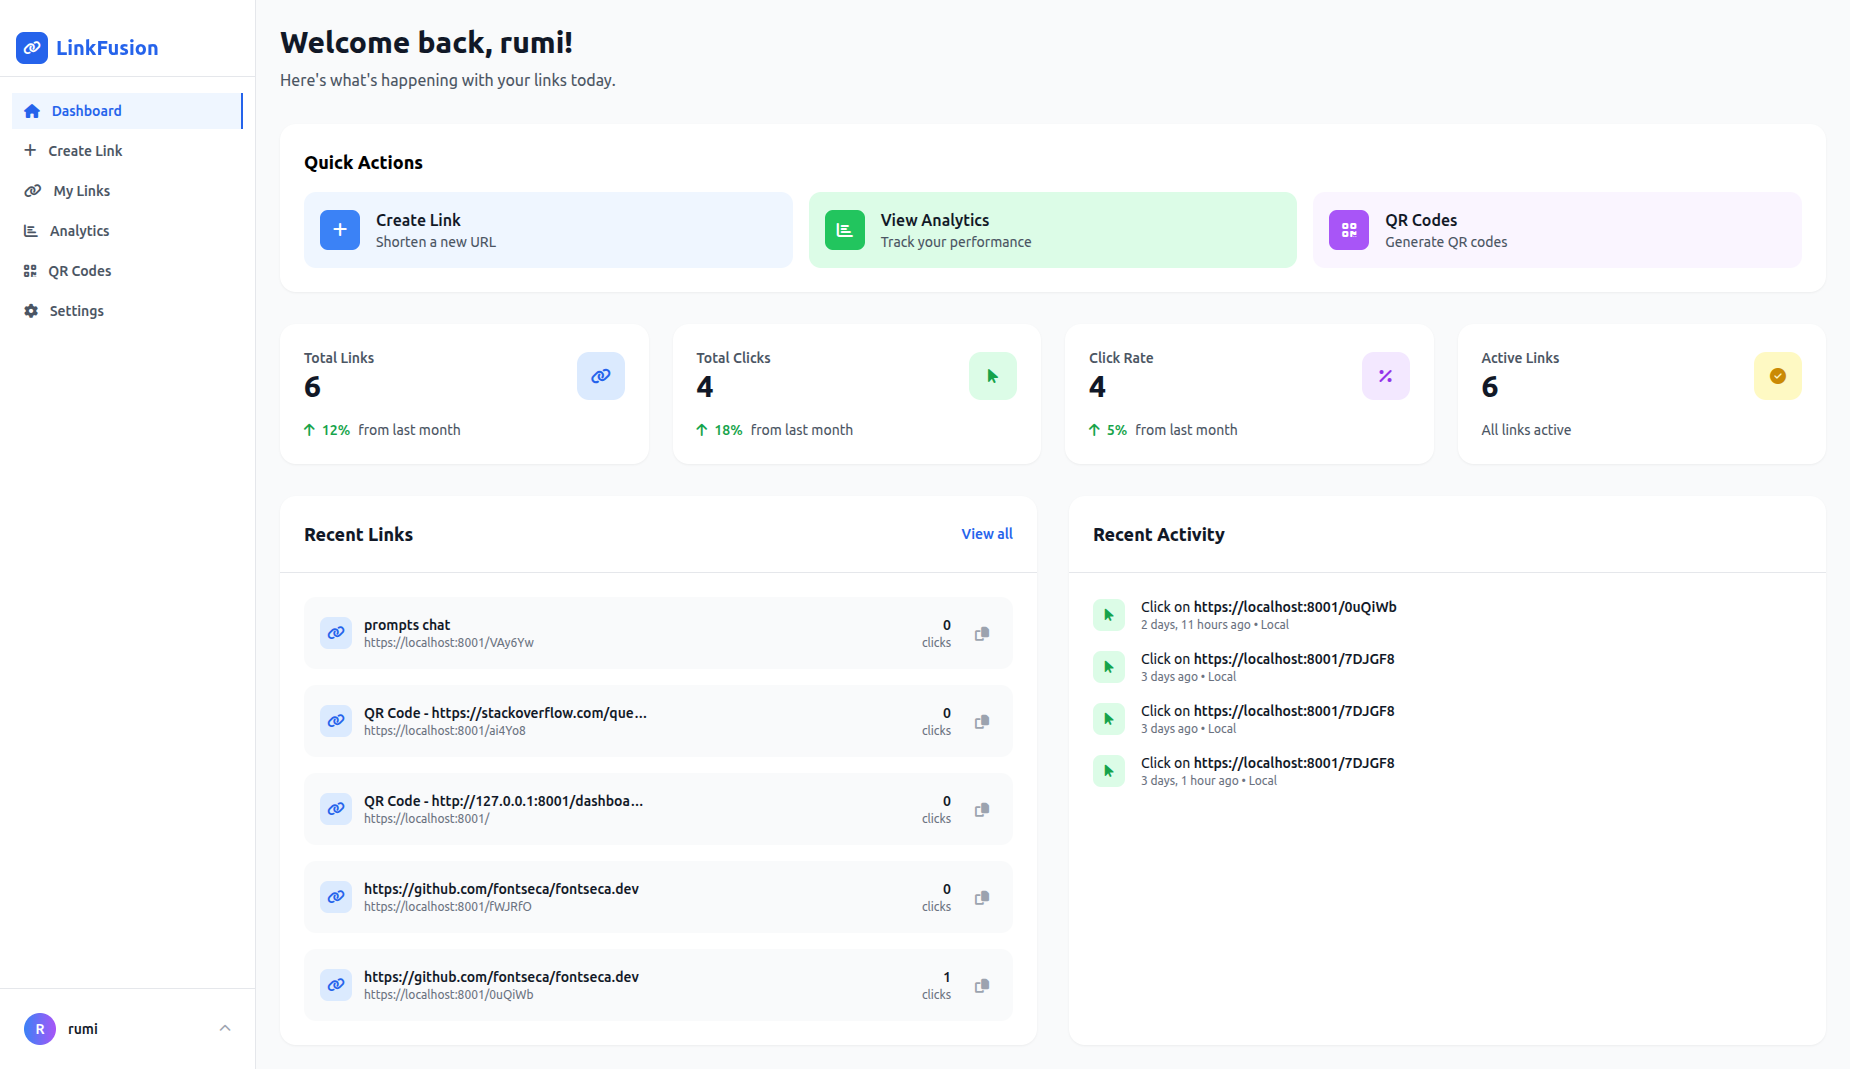 LinkFusion
Dashboard
Create Link
My Links
Analytics
QR Codes
Settings
R
rumi
Welcome back, rumi!
Here's what's happening with your links today.
Quick Actions
Create Link
Shorten a new URL
View Analytics
Track your performance
QR Codes
Generate QR codes
Total Links
6
12% from last month
Total Clicks
4
18% from last month
Click Rate
4
5% from last month
Active Links
6
All links active
Recent Links
View all
prompts chat
https://localhost:8001/VAy6Yw
0
clicks
QR Code - https://stackoverflow.com/que...
https://localhost:8001/ai4Yo8
0
clicks
QR Code - http://127.0.0.1:8001/dashboa...
https://localhost:8001/
0
clicks
https://github.com/fontseca/fontseca.dev
https://localhost:8001/fWJRfO
0
clicks
https://github.com/fontseca/fontseca.dev
https://localhost:8001/0uQiWb
1
clicks
Recent Activity
Click on https://localhost:8001/0uQiWb
2 days, 11 hours ago • Local
Click on https://localhost:8001/7DJGF8
3 days ago • Local
Click on https://localhost:8001/7DJGF8
3 days ago • Local
Click on https://localhost:8001/7DJGF8
3 days, 1 hour ago • Local